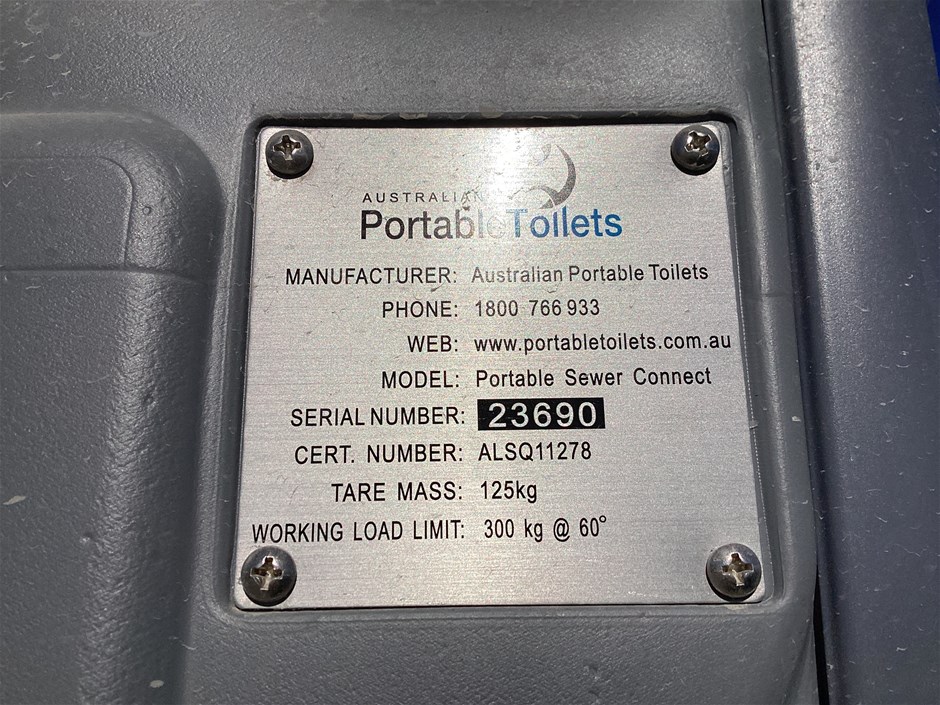 AUSTRALIAN
PortableToilets
MANUFACTURER: Australian Portable Toilets
PHONE: 1800 766 933
WEB: www.portabletoilets.com.au
MODEL: Portable Sewer Connect
SERIAL NUMBER: 23690
CERT. NUMBER: ALSQ11278
TARE MASS: 125kg
WORKING LOAD LIMIT: 300 kg @ 60°